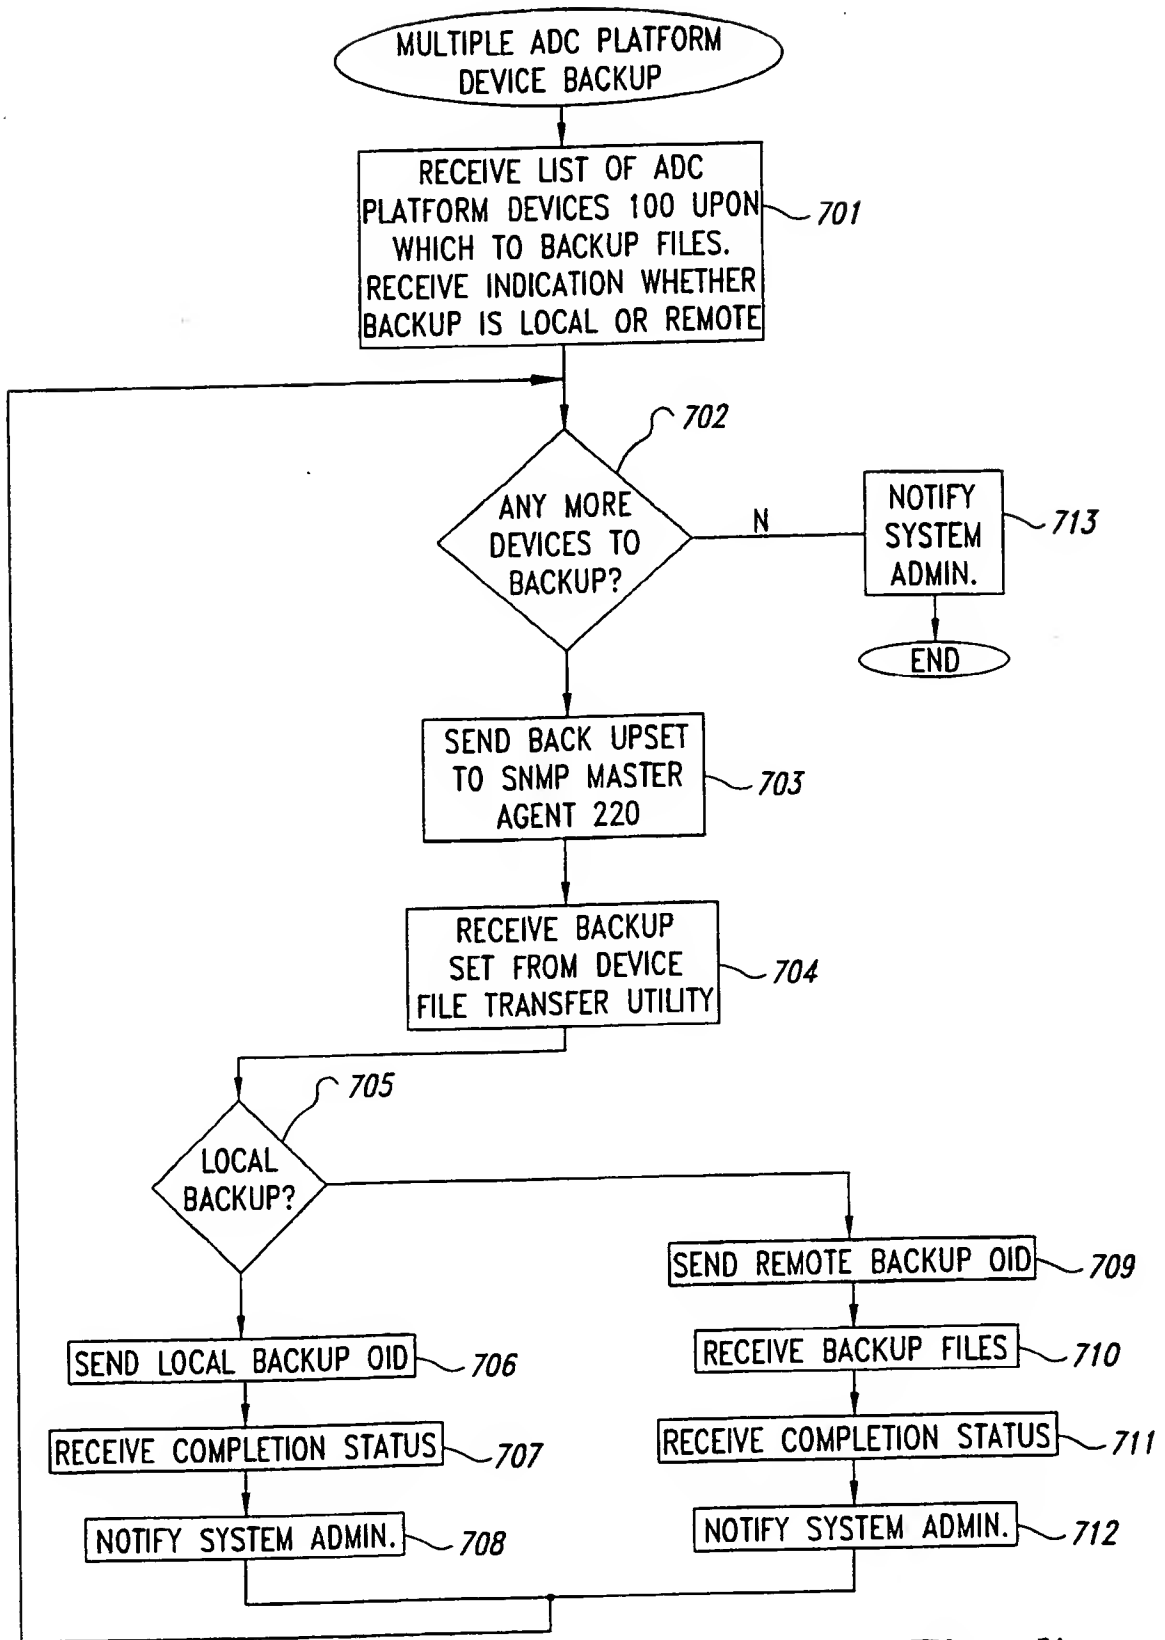 MULTIPLE ADC PLATFORM
DEVICE BACKUP
RECEIVE LIST OF ADC
PLATFORM DEVICES 100 UPON
WHICH TO BACKUP FILES.
RECEIVE INDICATION WHETHER
BACKUP IS LOCAL OR REMOTE
701
702
ANY MORE
DEVICES TO
BACKUP?
N
NOTIFY
SYSTEM
ADMIN.
713
END
SEND BACK UPSET
TO SNMP MASTER
AGENT 220
703
RECEIVE BACKUP
SET FROM DEVICE
FILE TRANSFER UTILITY
704
705
LOCAL
BACKUP?
SEND LOCAL BACKUP OID
706
RECEIVE COMPLETION STATUS
707
NOTIFY SYSTEM ADMIN.
708
SEND REMOTE BACKUP OID
709
RECEIVE BACKUP FILES
710
RECEIVE COMPLETION STATUS
711
NOTIFY SYSTEM ADMIN.
712